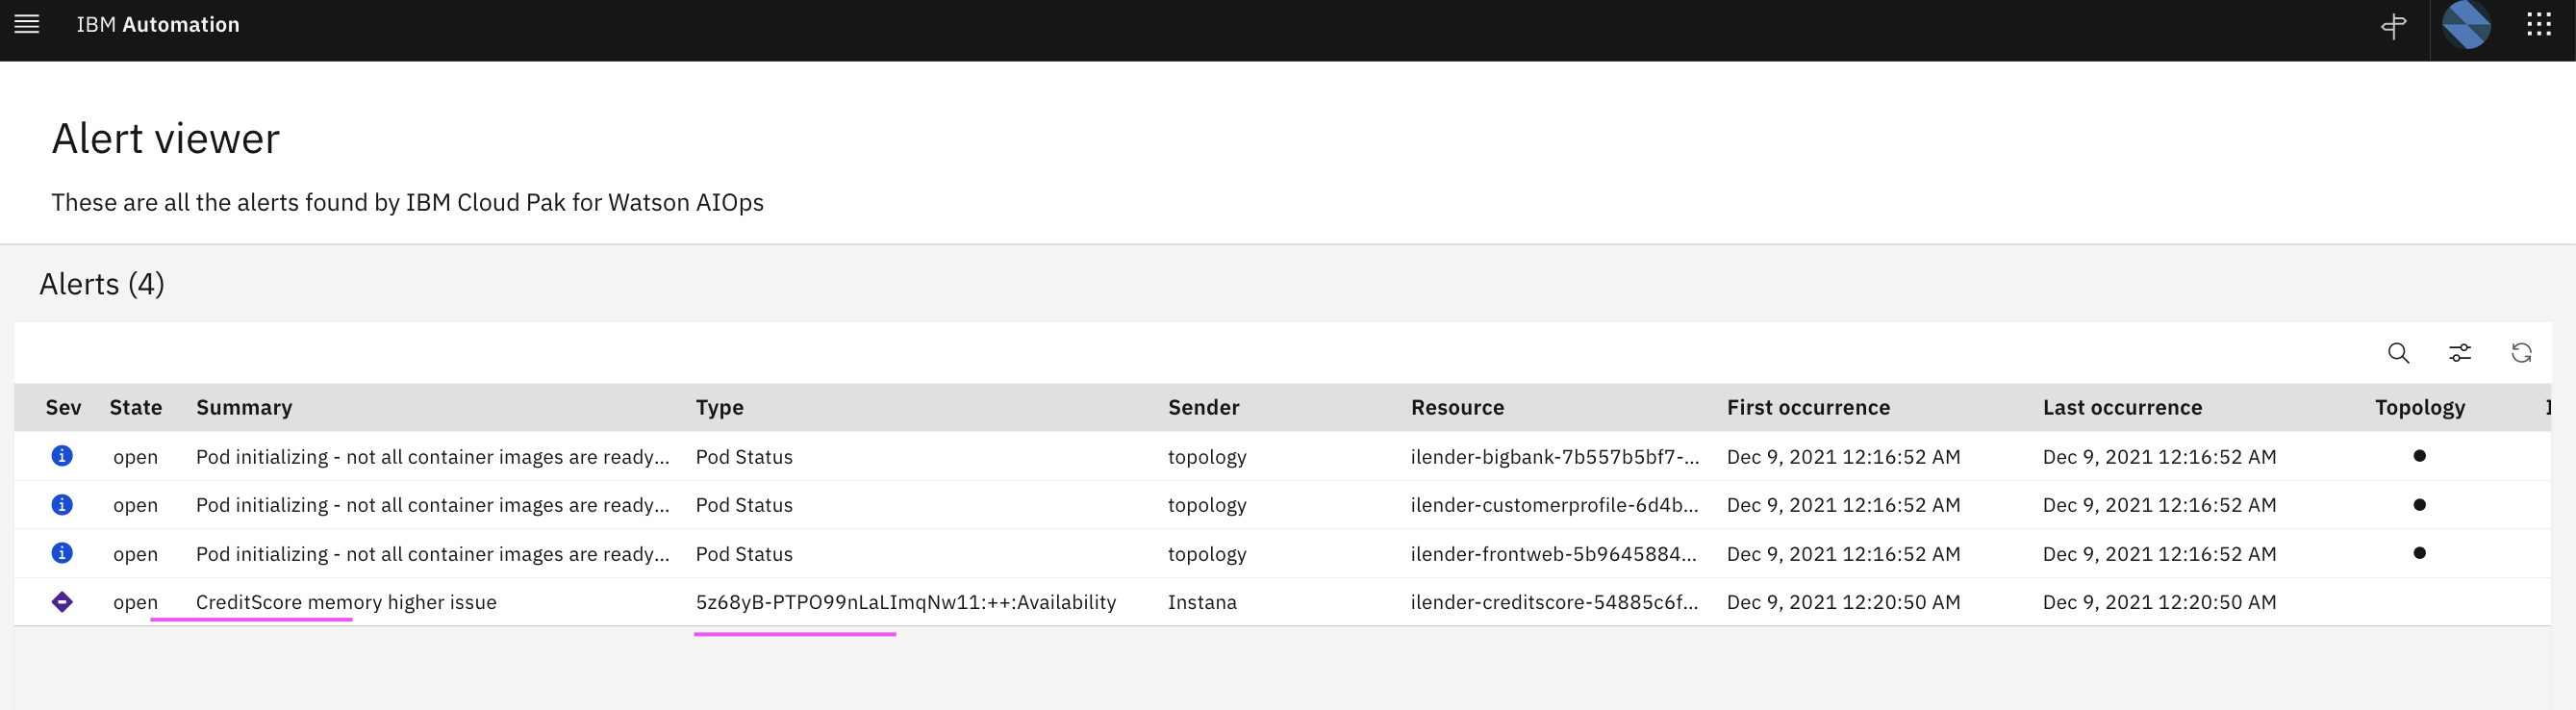 IBM Automation
Alert viewer
These are all the alerts found by IBM Cloud Pak for Watson AIOps
Alerts (4)
Sev State Summary Type Sender Resource First occurrence Last occurrence Topology
open Pod initializing - not all container images are ready... Pod Status topology ilender-bigbank-7b557b5bf7-... Dec 9, 2021 12:16:52 AM Dec 9, 2021 12:16:52 AM
open Pod initializing - not all container images are ready... Pod Status topology ilender-customerprofile-6d4b... Dec 9, 2021 12:16:52 AM Dec 9, 2021 12:16:52 AM
open Pod initializing - not all container images are ready... Pod Status topology ilender-frontweb-5b9645884... Dec 9, 2021 12:16:52 AM Dec 9, 2021 12:16:52 AM
open CreditScore memory higher issue 5z68yB-PTPO99nLaLImqNw11:++:Availability Instana ilender-creditscore-54885c6f... Dec 9, 2021 12:20:50 AM Dec 9, 2021 12:20:50 AM